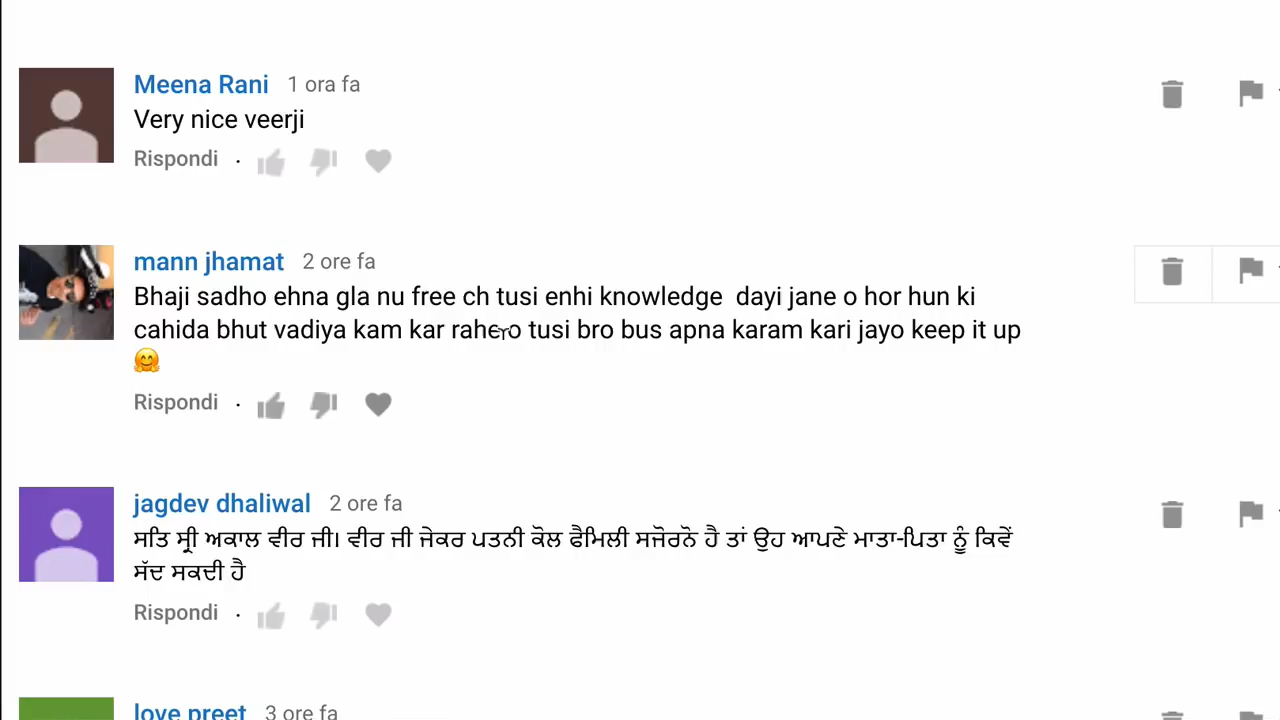 Meena Rani 1 ora fa
Very nice veerji
Rispondi
mann jhamat 2 ore fa
Bhaji sadho ehna gla nu free ch tusi enhi knowledge dayi jane o hor hun ki
cahida bhut vadiya kam kar rahe o tusi bro bus apna karam kari jayo keep it up
🤗
Rispondi
jagdev dhaliwal 2 ore fa
ਸਤਿ ਸ੍ਰੀ ਅਕਾਲ ਵੀਰ ਜੀ। ਵੀਰ ਜੀ ਜੇਕਰ ਪਤਨੀ ਕੋਲ ਫੈਮਿਲੀ ਸਜੋਰਨੋ ਹੈ ਤਾਂ ਉਹ ਆਪਣੇ ਮਾਤਾ-ਪਿਤਾ ਨੂੰ ਕਿਵੇਂ
ਸੱਦ ਸਕਦੀ ਹੈ
Rispondi
love preet 3 ore fa